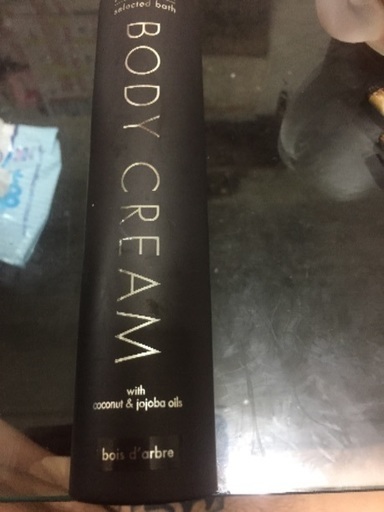 selected bath
BODY CREAM
with
coconut & jojoba oils
bois d'arbre